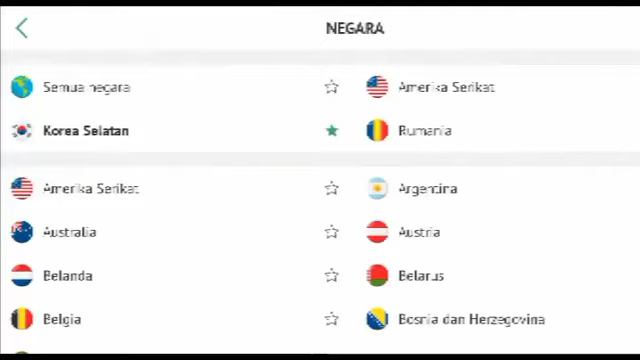 NEGARA
Semua negara
Amerika Serikat
Korea Selatan
Rumania
Amerika Serikat
Argentina
Australia
Austria
Belanda
Belarus
Belgia
Bosnia dan Herzegovina